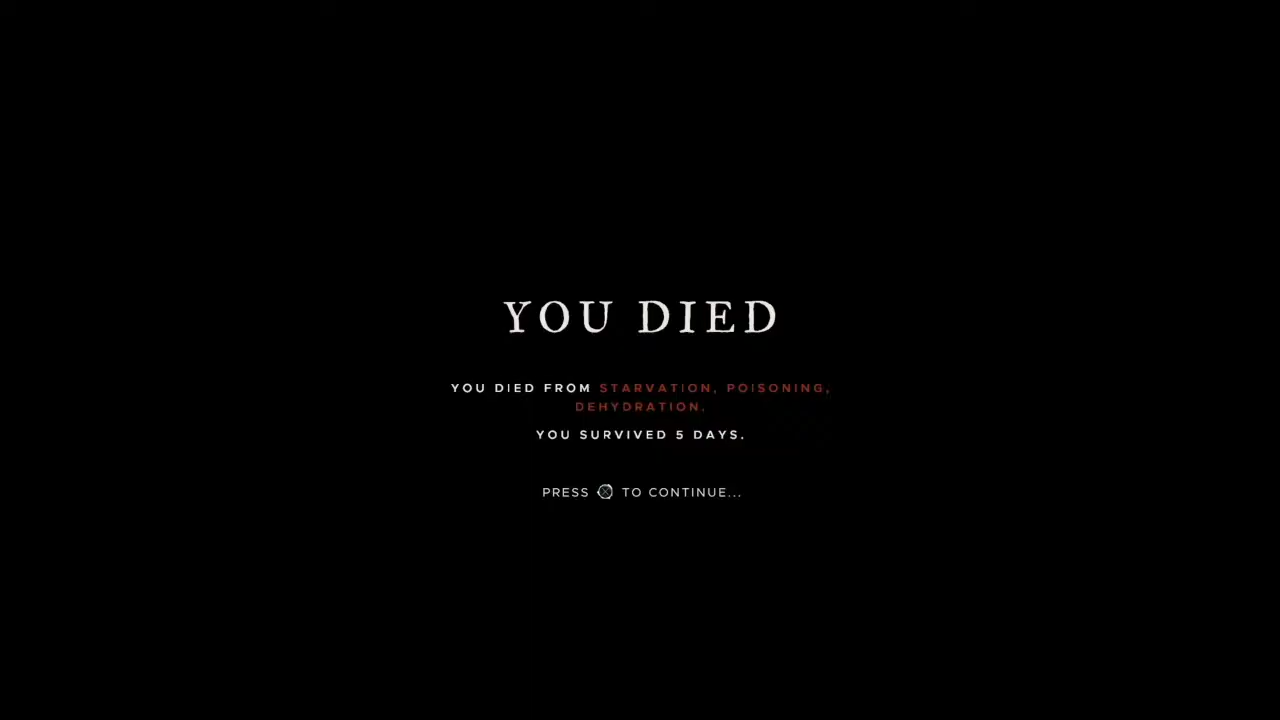 YOU DIED
YOU DIED FROM STARVATION, POISONING,
DEHYDRATION.
YOU SURVIVED 5 DAYS.
PRESS TO CONTINUE...